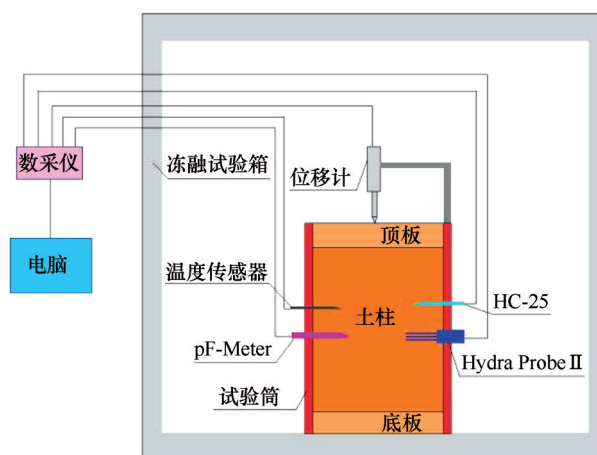 冻融试验箱
位移计
数采仪
顶板
电脑
温度传感器
土柱
HC-25
pF-Meter
Hydra Probe Ⅱ
试验筒
底板